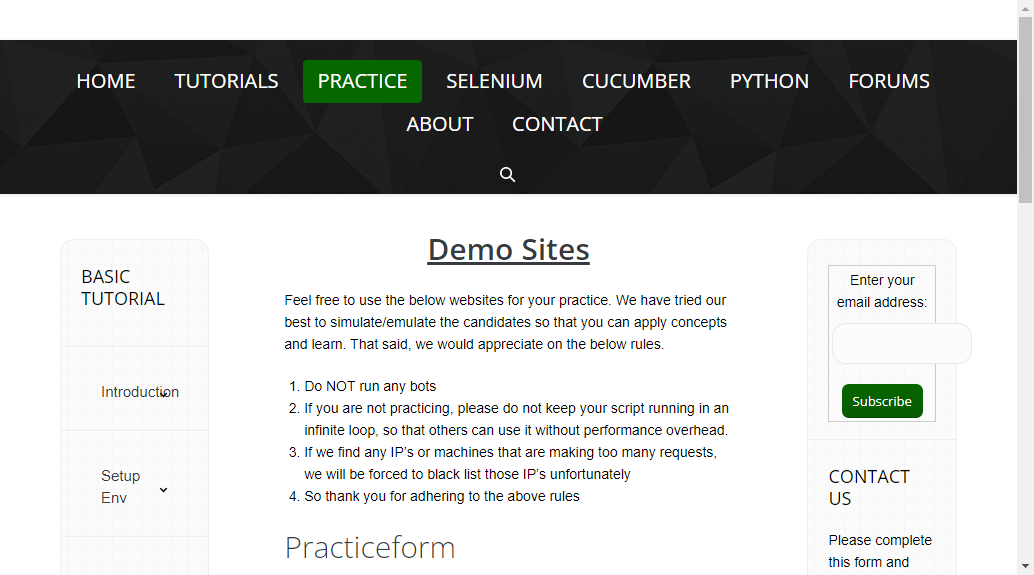 HOME TUTORIALS PRACTICE SELENIUM CUCUMBER PYTHON FORUMS
ABOUT CONTACT
BASIC
TUTORIAL
Introduction
Setup
Env
Demo Sites
Feel free to use the below websites for your practice. We have tried our
best to simulate/emulate the candidates so that you can apply concepts
and learn. That said, we would appreciate on the below rules.
1. Do NOT run any bots
2. If you are not practicing, please do not keep your script running in an
infinite loop, so that others can use it without performance overhead.
3. If we find any IP's or machines that are making too many requests,
we will be forced to black list those IP's unfortunately
4. So thank you for adhering to the above rules
Practiceform
Enter your
email address:
Subscribe
CONTACT
US
Please complete
this form and